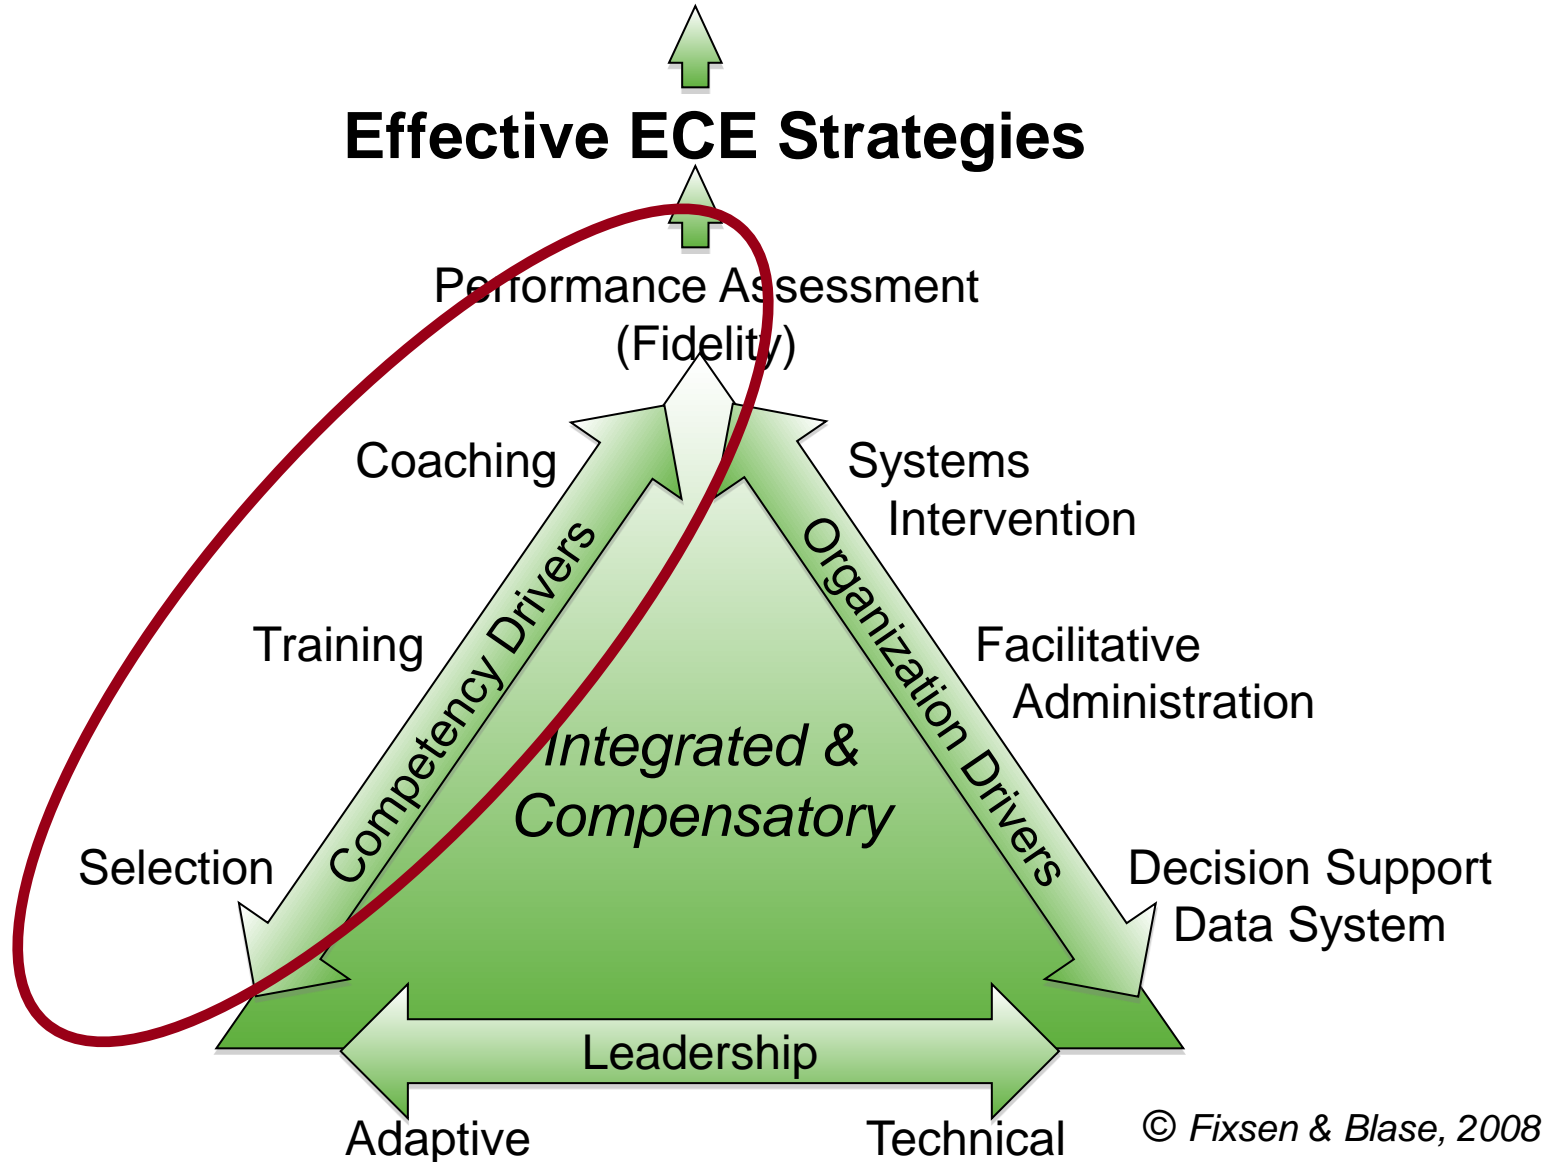 Effective ECE Strategies
Performance Assessment
(Fidelity)
Coaching
Systems
Intervention
Training
Competency Drivers
Organization Drivers
Facilitative
Administration
Integrated &
Compensatory
Selection
Decision Support
Data System
Leadership
Adaptive
Technical
© Fixsen & Blase, 2008